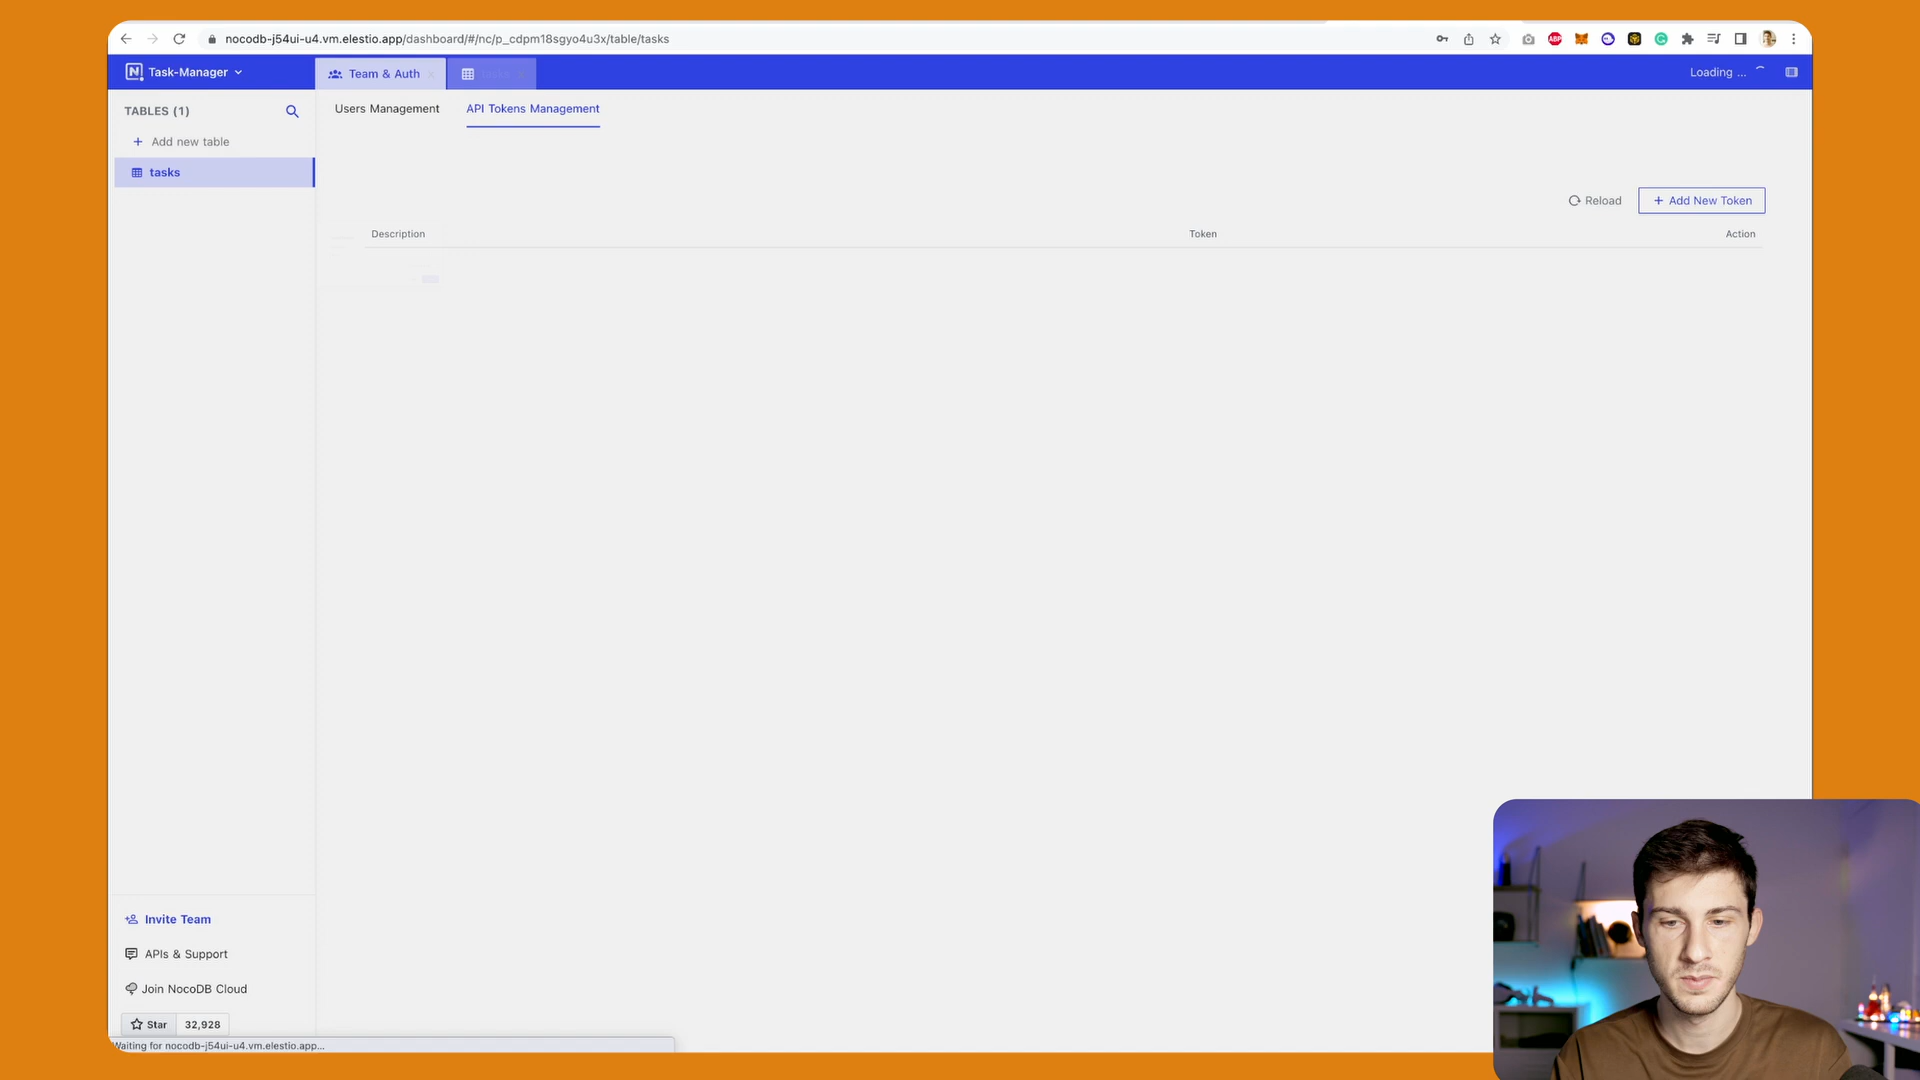 nocodb-j54ui-u4.vm.elestio.app/dashboard/#/nc/p_cdpm18sgyo4u3x/table/tasks
ABP
Task-Manager
Team & Auth
Loading ...
TABLES (1)
Users Management
API Tokens Management
Add new table
tasks
Reload
+ Add New Token
Description
Token
Action
Invite Team
APIs & Support
Join NocoDB Cloud
Star
32,928
Waiting for nocodb-j54ui-u4.vm.elestio.app...